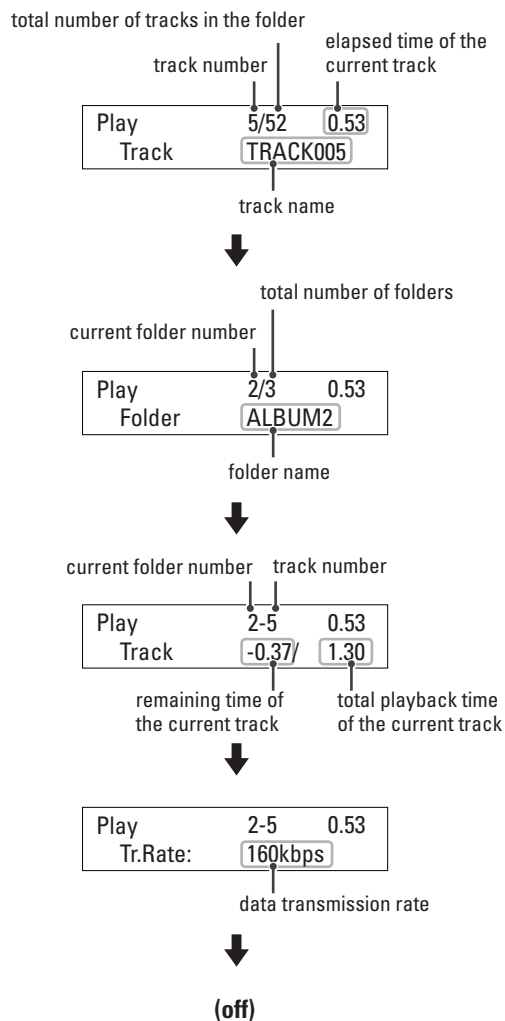 total number of tracks in the folder
elapsed time of the
current track
track number
Play 5/52 0.53
Track TRACK005
track name
total number of folders
current folder number
Play 2/3 0.53
Folder ALBUM2
folder name
current folder number track number
Play 2-5 0.53
Track -0.37/ 1.30
remaining time of
the current track
total playback time
of the current track
Play 2-5 0.53
Tr.Rate: 160kbps
data transmission rate
(off)